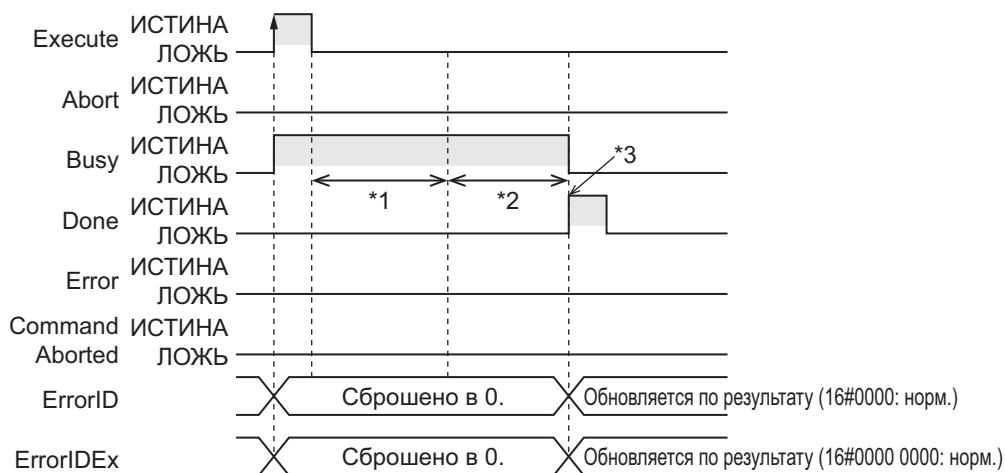 Execute ИСТИНА
ЛОЖЬ
Abort ИСТИНА
ЛОЖЬ
Busy ИСТИНА
ЛОЖЬ
*3
*1 *2
Done ИСТИНА
ЛОЖЬ
Error ИСТИНА
ЛОЖЬ
Command ИСТИНА
Aborted ЛОЖЬ
ErrorID Сброшено в 0. Обновляется по результату (16#0000: норм.)
ErrorIDEx Сброшено в 0. Обновляется по результату (16#0000 0000: норм.)